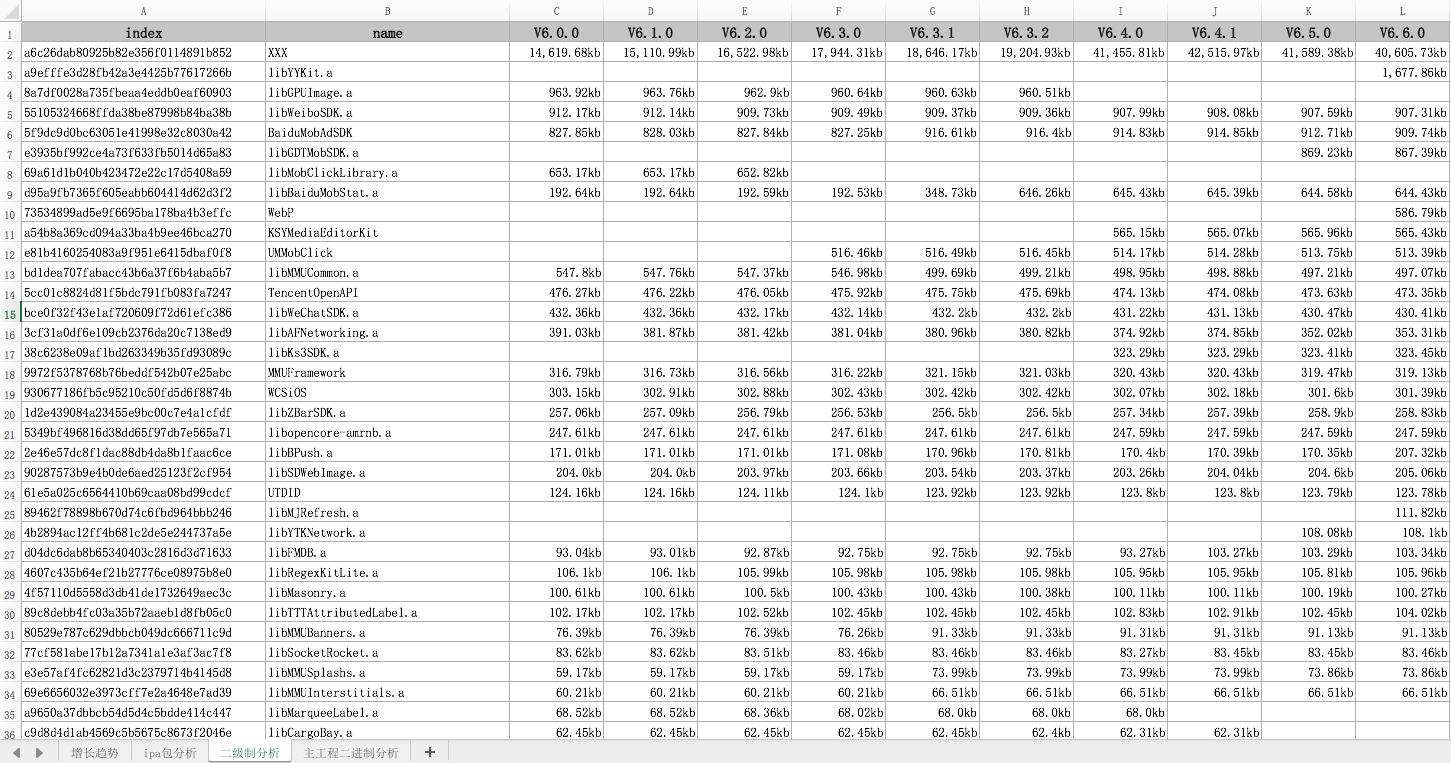 A B C D E F G H I J K L
1 index name V6.0.0 V6.1.0 V6.2.0 V6.3.0 V6.3.1 V6.3.2 V6.4.0 V6.4.1 V6.5.0 V6.6.0
2 a6c26dab80925b82e356f0114891b852 XXX 14,619.68kb 15,110.99kb 16,522.98kb 17,944.31kb 18,646.17kb 19,204.93kb 41,455.81kb 42,515.97kb 41,589.38kb 40,605.73kb
3 a9efffe3d28fb42a3e4425b77617266b libYYKit.a 1,677.86kb
4 8a7df0028a735fbeaa4eddb0eaf60903 libGPUImage.a 963.92kb 963.76kb 962.9kb 960.64kb 960.63kb 960.51kb
5 55105324668ffda38be87998b84ba38b libWeiboSDK.a 912.17kb 912.14kb 909.73kb 909.49kb 909.37kb 909.36kb 907.99kb 908.08kb 907.59kb 907.31kb
6 5f9dc9d0bc63051e41998e32c8030a42 BaiduMobAdSDK 827.85kb 828.03kb 827.84kb 827.25kb 916.61kb 916.4kb 914.83kb 914.85kb 912.71kb 909.74kb
7 e3935bf992ce4a73f633fb5014d65a83 libGDTMobSDK.a 869.23kb 867.39kb
8 69a61d1b040b423472e22c17d5408a59 libMobClickLibrary.a 653.17kb 653.17kb 652.82kb
9 d95a9fb7365f605eabb604414d62d3f2 libBaiduMobStat.a 192.64kb 192.64kb 192.59kb 192.53kb 348.73kb 646.26kb 645.43kb 645.39kb 644.58kb 644.43kb
10 73534899ad5e9f6695ba178ba4b3effc WebP 586.79kb
11 a54b8a369cd094a33ba4b9ee46bca270 KSYMediaEditorKit 565.15kb 565.07kb 565.96kb 565.43kb
12 e81b4160254083a9f951e6415dbaf0f8 UMMobClick 516.46kb 516.49kb 516.45kb 514.17kb 514.28kb 513.75kb 513.39kb
13 bd1dea707fabacc43b6a37f6b4aba5b7 libMMUCommon.a 547.8kb 547.76kb 547.37kb 546.98kb 499.69kb 499.21kb 498.95kb 498.88kb 497.21kb 497.07kb
14 5cc01c8824d81f5bdc791fb083fa7247 TencentOpenAPI 476.27kb 476.22kb 476.05kb 475.92kb 475.75kb 475.69kb 474.13kb 474.08kb 473.63kb 473.35kb
15 bce0f32f43e1af720609f72d61efc386 libWeChatSDK.a 432.36kb 432.36kb 432.17kb 432.14kb 432.2kb 432.2kb 431.22kb 431.13kb 430.47kb 430.41kb
16 3cf31a0df6e109cb2376da20c7138ed9 libAFNetworking.a 391.03kb 381.87kb 381.42kb 381.04kb 380.96kb 380.82kb 374.92kb 374.85kb 352.02kb 353.31kb
17 38c6238e09af1bd263349b35fd93089c libKs3SDK.a 323.29kb 323.29kb 323.41kb 323.45kb
18 9972f5378768b76beddf542b07e25abc MMUFramework 316.79kb 316.73kb 316.56kb 316.22kb 321.15kb 321.03kb 320.43kb 320.43kb 319.47kb 319.13kb
19 930677186fb5c95210c50fd5d6f8874b WCSiOS 303.15kb 302.91kb 302.88kb 302.43kb 302.42kb 302.42kb 302.07kb 302.18kb 301.6kb 301.39kb
20 1d2e439084a23455e9bc00c7e4a1cfdf libZBarSDK.a 257.06kb 257.09kb 256.79kb 256.53kb 256.5kb 256.5kb 257.34kb 257.39kb 258.9kb 258.83kb
21 5349bf496816d38dd65f97db7e565a71 libopencore-amrnb.a 247.61kb 247.61kb 247.61kb 247.61kb 247.61kb 247.61kb 247.59kb 247.59kb 247.59kb 247.59kb
22 2e46e57dc8f1dac88db4da8b1faac6ce libBPush.a 171.01kb 171.01kb 171.01kb 171.08kb 170.96kb 170.81kb 170.4kb 170.39kb 170.35kb 207.32kb
23 90287573b9e4b0de6aed25123f2cf954 libSDWebImage.a 204.0kb 204.0kb 203.97kb 203.66kb 203.54kb 203.37kb 203.26kb 204.04kb 204.6kb 205.06kb
24 61e5a025c6564410b69caa08bd99cdcf UTDID 124.16kb 124.16kb 124.11kb 124.1kb 123.92kb 123.92kb 123.8kb 123.8kb 123.79kb 123.78kb
25 89462f78898b670d74c6fbd964bbb246 libMJRefresh.a 111.82kb
26 4b2894ac12ff4b681c2de5e244737a5e libYTKNetwork.a 108.08kb 108.1kb
27 d04dc6dab8b65340403c2816d3d71633 libFMDB.a 93.04kb 93.01kb 92.87kb 92.75kb 92.75kb 92.75kb 93.27kb 103.27kb 103.29kb 103.34kb
28 4607c435b64ef21b27776ce08975b8e0 libRegexKitLite.a 106.1kb 106.1kb 105.99kb 105.98kb 105.98kb 105.98kb 105.95kb 105.95kb 105.81kb 105.96kb
29 4f57110d5558d3db41de1732649aec3c libMasonry.a 100.61kb 100.61kb 100.5kb 100.43kb 100.43kb 100.38kb 100.11kb 100.11kb 100.19kb 100.27kb
30 89c8debb4fc03a35b72aaeb1d8fb05c0 libTTTAttributedLabel.a 102.17kb 102.17kb 102.52kb 102.45kb 102.45kb 102.45kb 102.83kb 102.91kb 102.45kb 104.02kb
31 80529e787c629dbbcb049dc666711c9d libMMUBanners.a 76.39kb 76.39kb 76.39kb 76.26kb 91.33kb 91.33kb 91.31kb 91.31kb 91.13kb 91.13kb
32 77cf581abe17b12a7341a1e3af3ac7f8 libSocketRocket.a 83.62kb 83.62kb 83.51kb 83.46kb 83.46kb 83.46kb 83.27kb 83.45kb 83.45kb 83.46kb
33 e3e57af4fc62821d3c2379714b4145d8 libMMUSplashs.a 59.17kb 59.17kb 59.17kb 59.17kb 73.99kb 73.99kb 73.99kb 73.99kb 73.86kb 73.86kb
34 69e6656032e3973cff7e2a4648e7ad39 libMMUInterstitials.a 60.21kb 60.21kb 60.21kb 60.21kb 66.51kb 66.51kb 66.51kb 66.51kb 66.51kb 66.51kb
35 a9650a37dbbcb54d5d4c5bdde414c447 libMarqueeLabel.a 68.52kb 68.52kb 68.36kb 68.02kb 68.0kb 68.0kb 68.0kb
36 c9d8d4d1ab4569c5b5675c8673f2046e libCargoBay.a 62.45kb 62.45kb 62.45kb 62.45kb 62.45kb 62.4kb 62.31kb 62.31kb
增长趋势 ipa包分析 二级制分析 主工程二进制分析